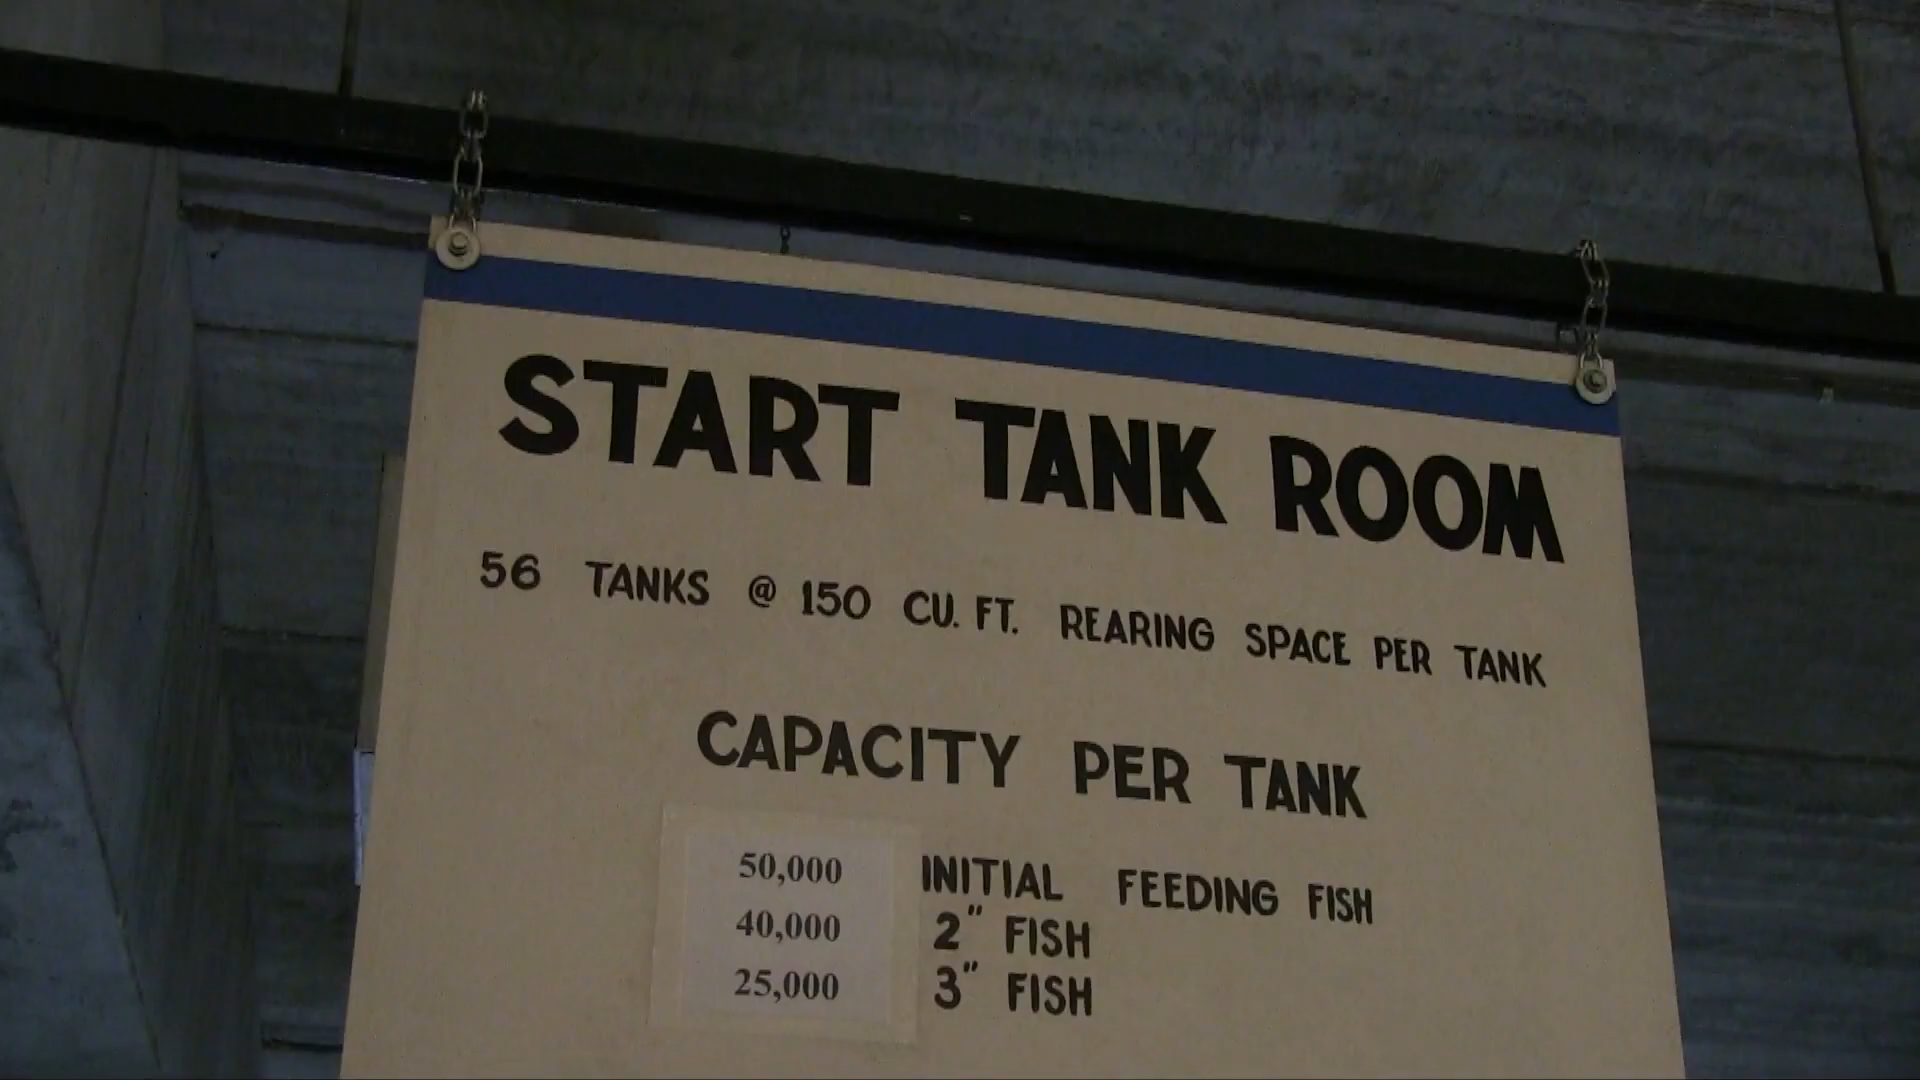 START TANK ROOM
56 TANKS @ 150 CU. FT. REARING SPACE PER TANK
CAPACITY PER TANK
50,000 INITIAL FEEDING FISH
40,000 2" FISH
25,000 3" FISH